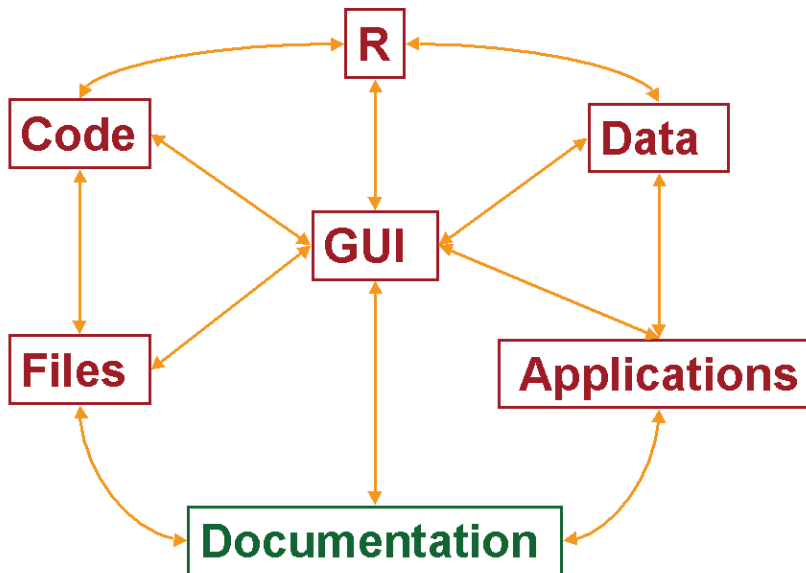 R
Code
Data
GUI
Files
Applications
Documentation